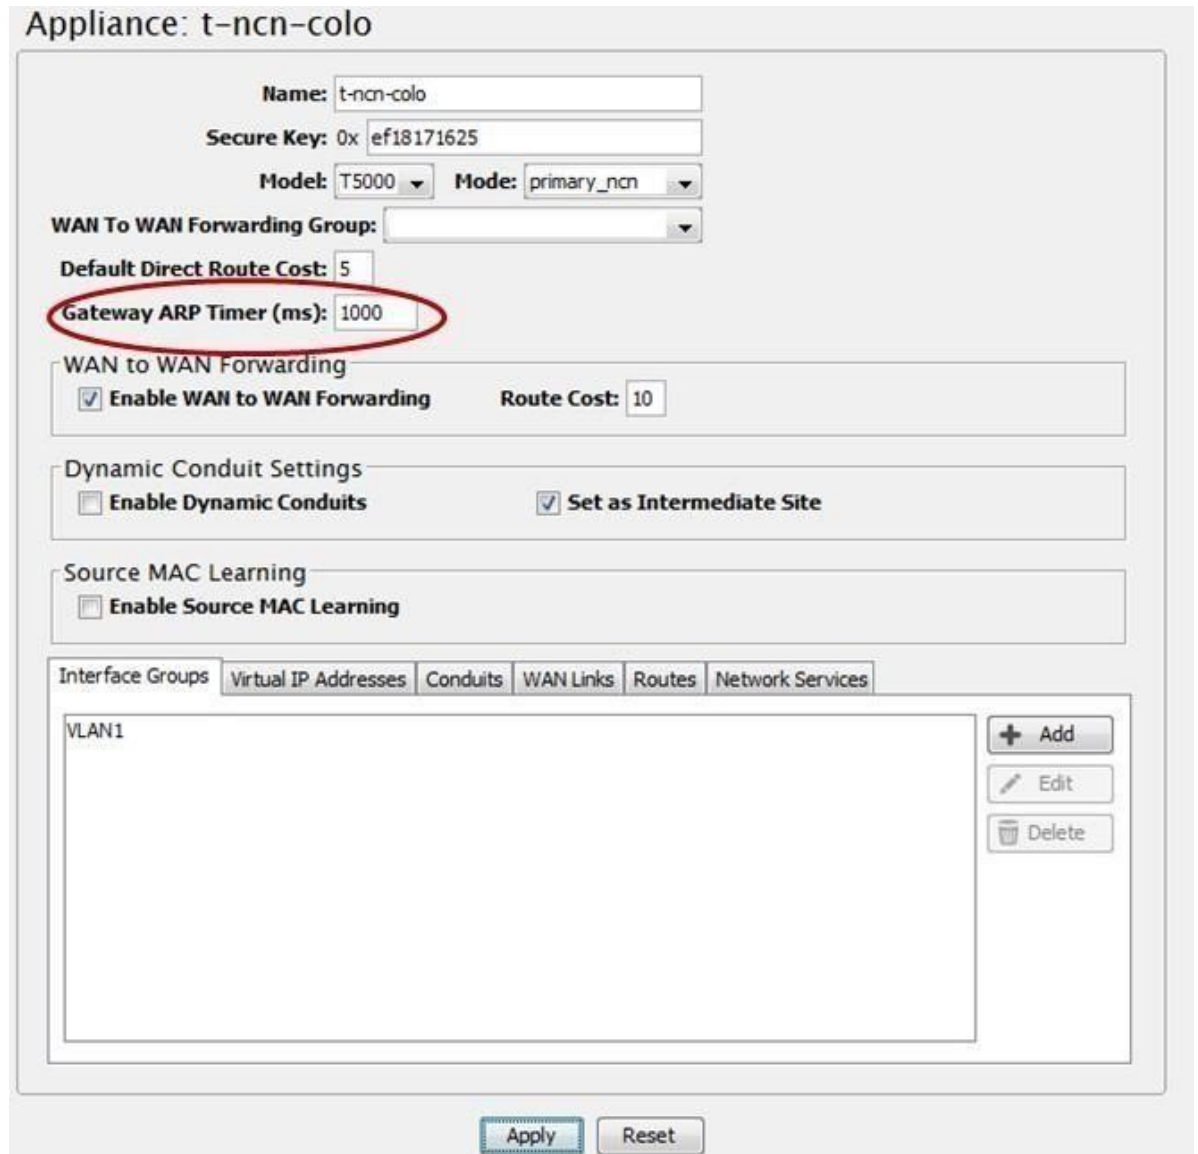 Appliance: t-ncn-colo
Name: t-ncn-colo
Secure Key: 0x ef18171625
Model: T5000 Mode: primary_ncn
WAN To WAN Forwarding Group:
Default Direct Route Cost: 5
Gateway ARP Timer (ms): 1000
WAN to WAN Forwarding
Enable WAN to WAN Forwarding Route Cost: 10
Dynamic Conduit Settings
Enable Dynamic Conduits Set as Intermediate Site
Source MAC Learning
Enable Source MAC Learning
Interface Groups Virtual IP Addresses Conduits WAN Links Routes Network Services
VLAN1
Add
Edit
Delete
Apply Reset